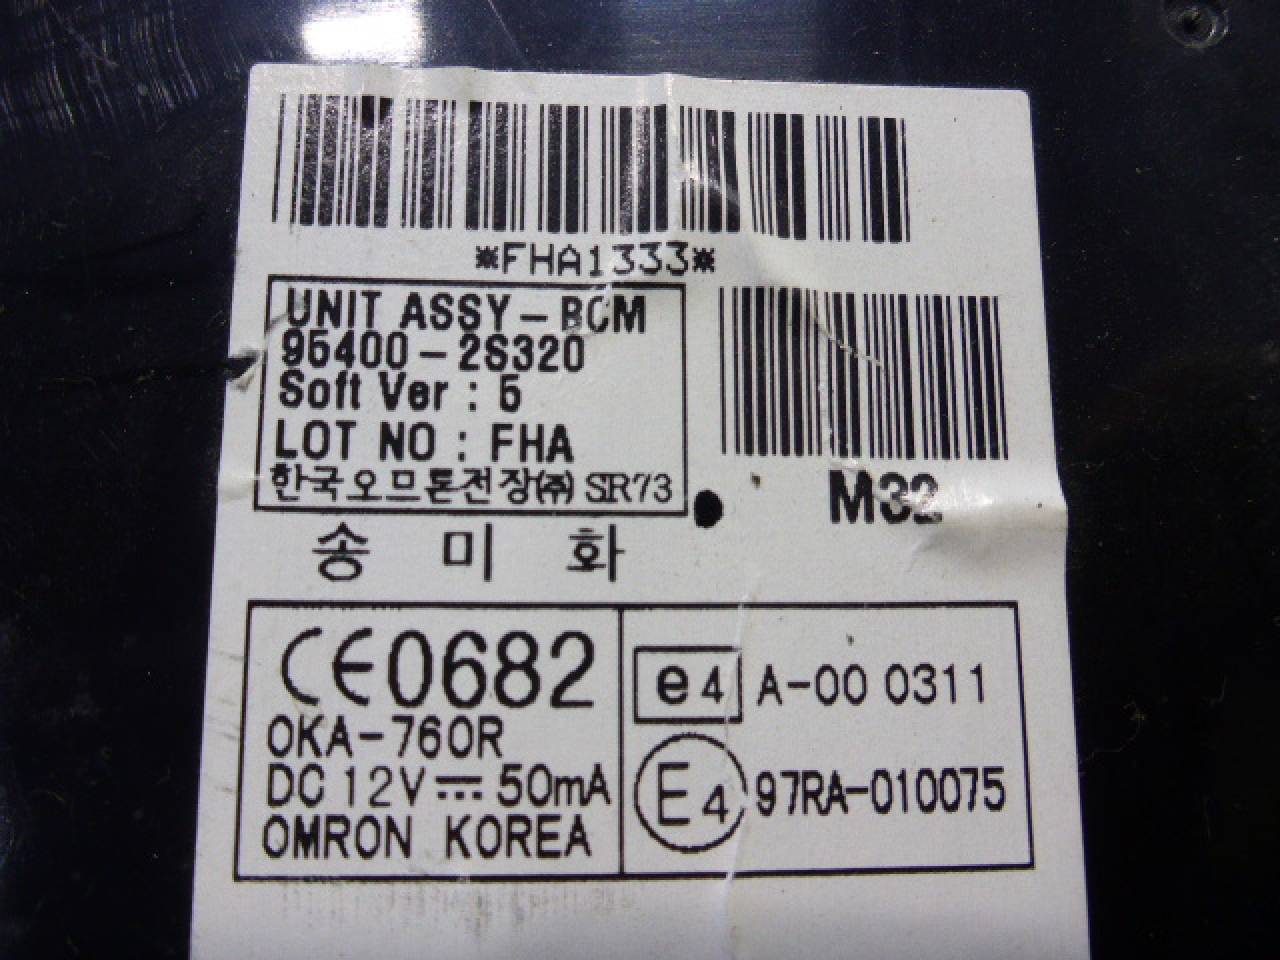 ※FHA1333※
UNIT ASSY-BCM
95400-2S320
Soft Ver : 5
LOT NO : FHA
한국오므론전장㈜ SIR73
M32
송 미 화
CE0682
OKA-760R
DC 12V ⎓ 50mA
OMRON KOREA
e4 A-00 0311
E4 97RA-010075